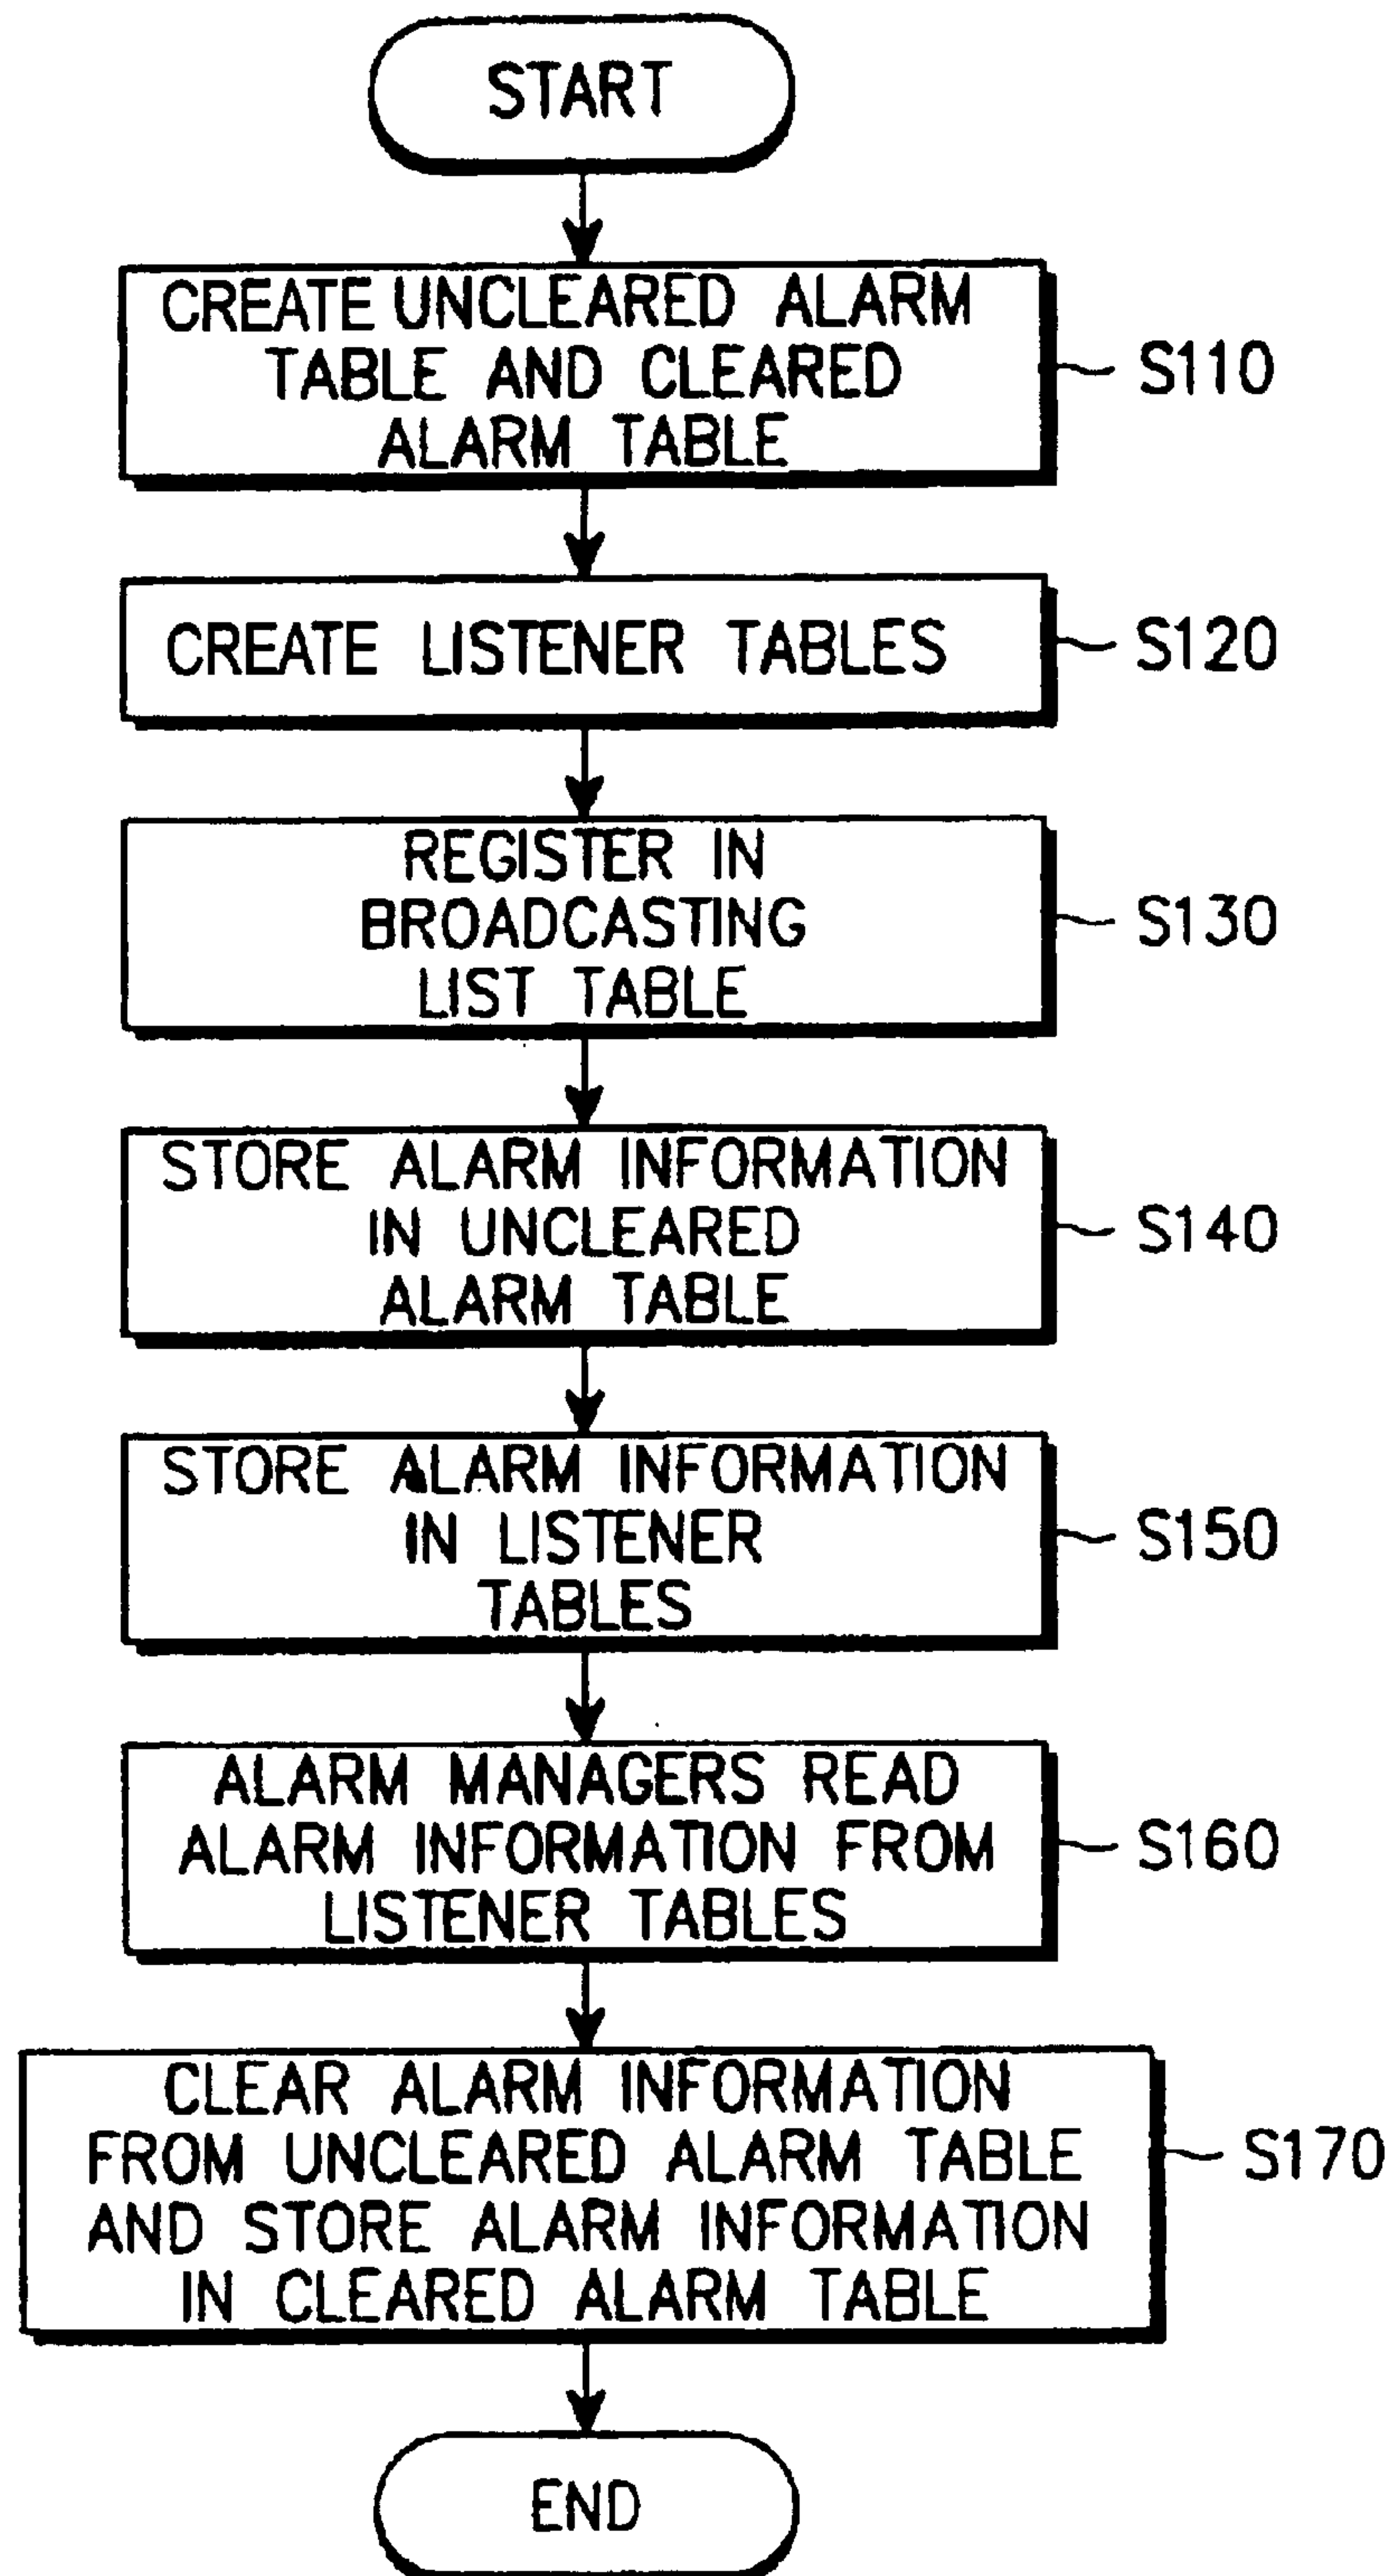 START
CREATE UNCLEARED ALARM
TABLE AND CLEARED
ALARM TABLE
S110
CREATE LISTENER TABLES
S120
REGISTER IN
BROADCASTING
LIST TABLE
S130
STORE ALARM INFORMATION
IN UNCLEARED
ALARM TABLE
S140
STORE ALARM INFORMATION
IN LISTENER
TABLES
S150
ALARM MANAGERS READ
ALARM INFORMATION FROM
LISTENER TABLES
S160
CLEAR ALARM INFORMATION
FROM UNCLEARED ALARM TABLE
AND STORE ALARM INFORMATION
IN CLEARED ALARM TABLE
S170
END